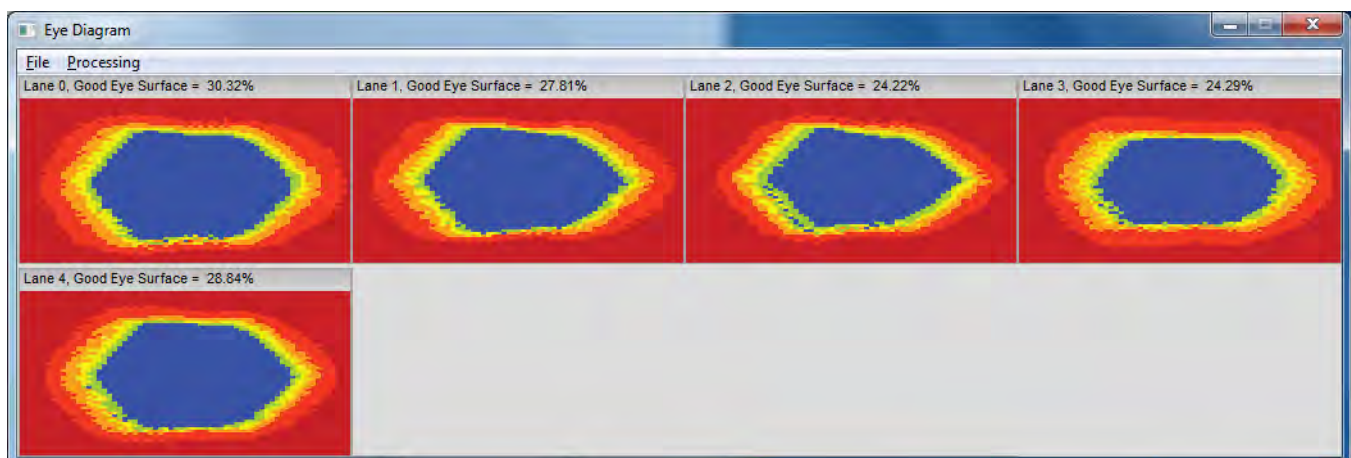 Eye Diagram
File Processing
Lane 0, Good Eye Surface = 30.32%
Lane 1, Good Eye Surface = 27.81%
Lane 2, Good Eye Surface = 24.22%
Lane 3, Good Eye Surface = 24.29%
Lane 4, Good Eye Surface = 28.84%